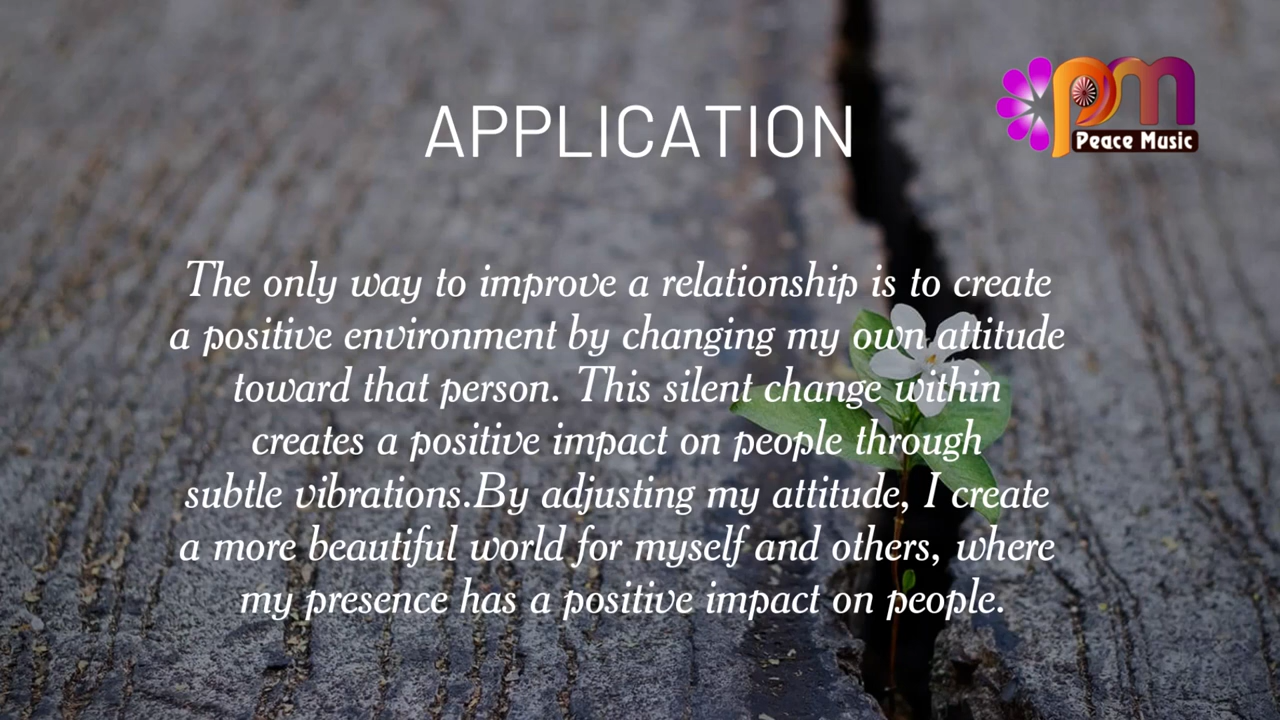 APPLICATION
pm
Peace Music
The only way to improve a relationship is to create
a positive environment by changing my own attitude
toward that person. This silent change within
creates a positive impact on people through
subtle vibrations.By adjusting my attitude, I create
a more beautiful world for myself and others, where
my presence has a positive impact on people.